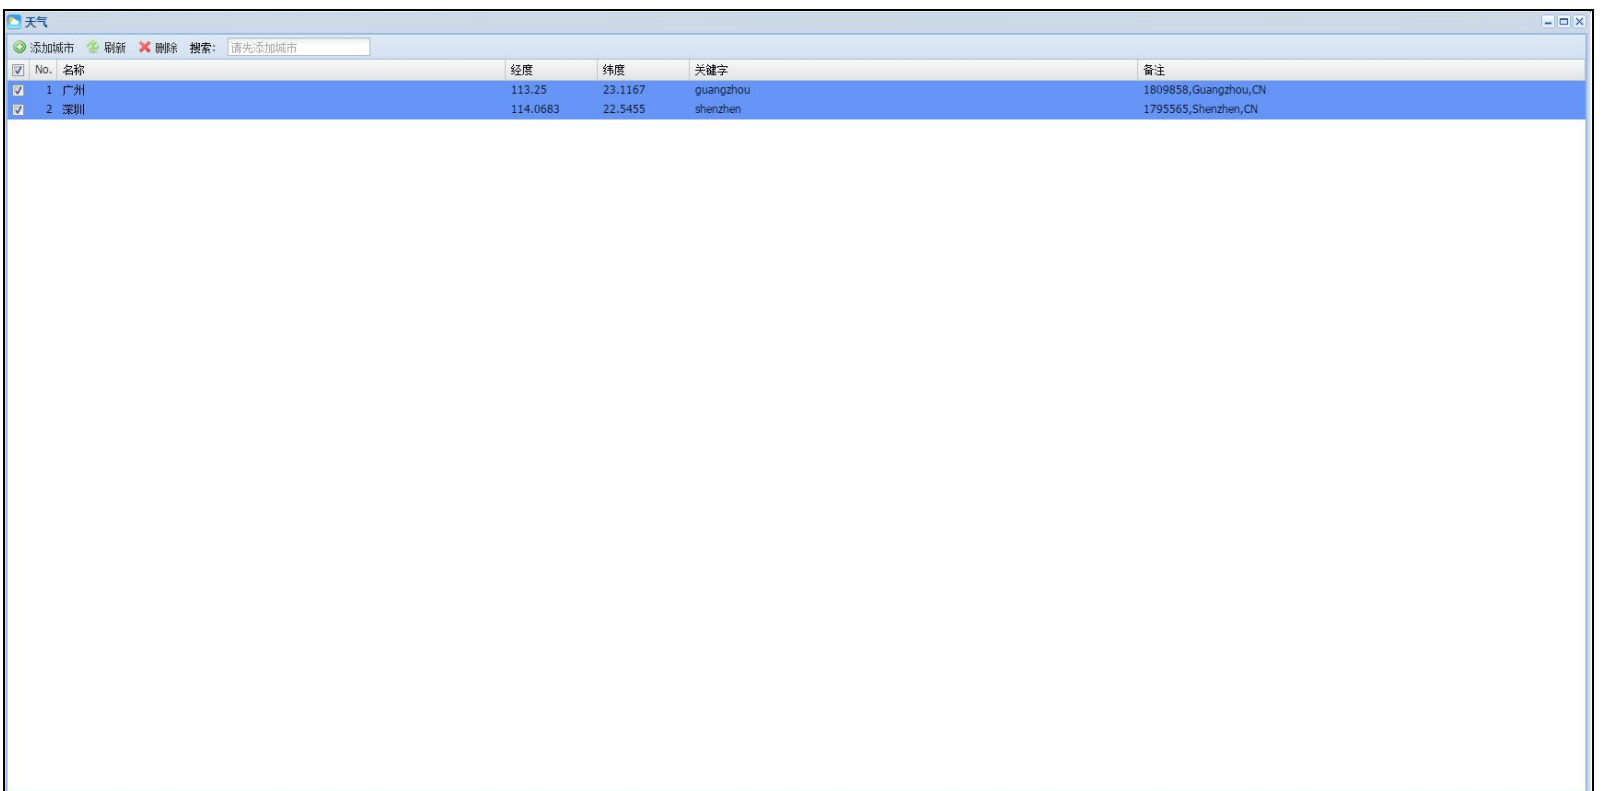 天气
添加城市 刷新 删除 搜索: 请先添加城市
No. 名称 经度 纬度 关键字 备注
1 广州 113.25 23.1167 guangzhou 1809858,Guangzhou,CN
2 深圳 114.0683 22.5455 shenzhen 1795565,Shenzhen,CN